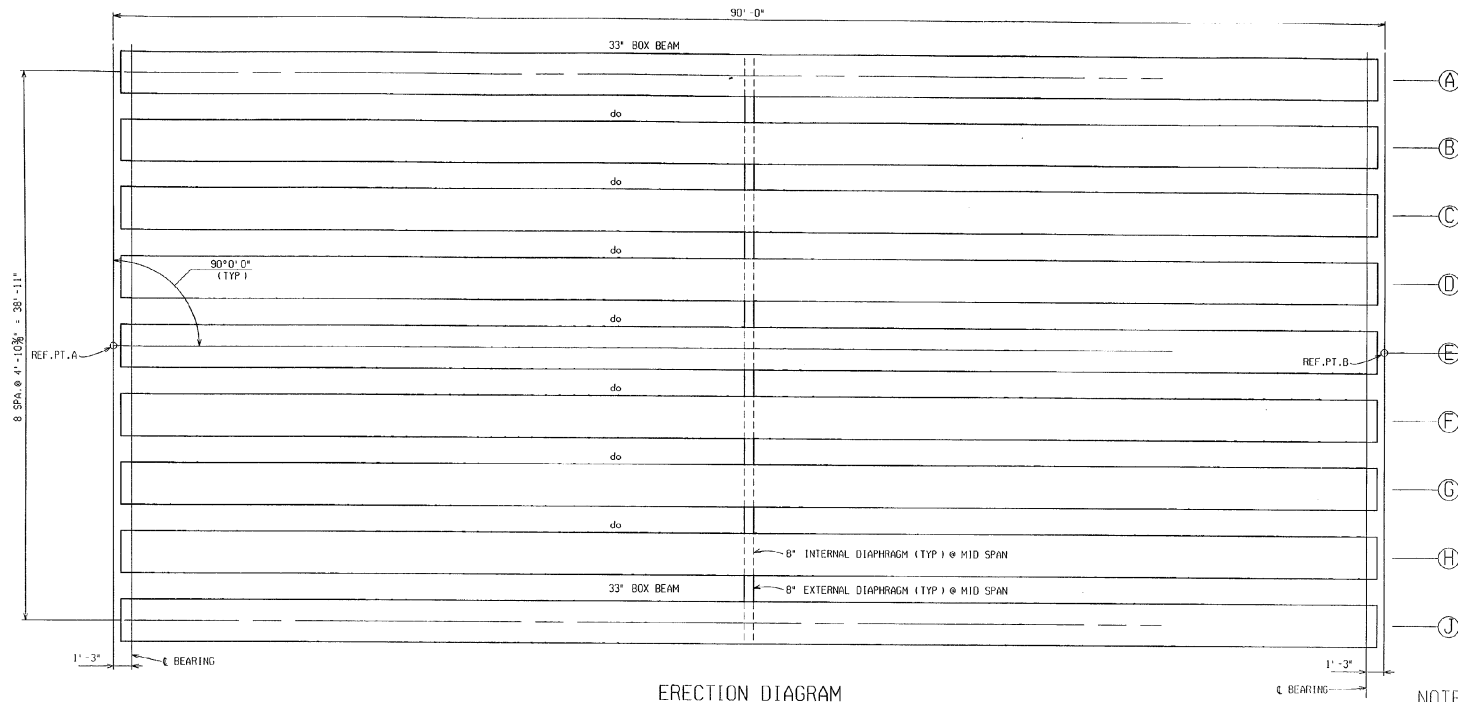 90'-0"
33" BOX BEAM
A
do
B
do
C
do
D
90°0'0"
(TYP)
do
E
REF.PT.A
REF.PT.B
8 SPA. @ 4'-10⅜" = 38'-11"
do
F
do
G
do
H
8" INTERNAL DIAPHRAGM (TYP) @ MID SPAN
33" BOX BEAM
8" EXTERNAL DIAPHRAGM (TYP) @ MID SPAN
J
1'-3"
℄ BEARING
1'-3"
℄ BEARING
ERECTION DIAGRAM